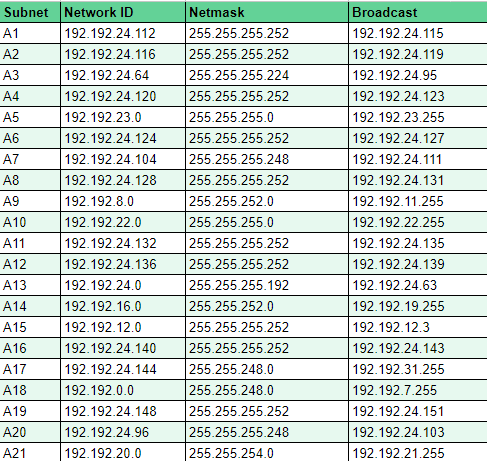 Subnet Network ID Netmask Broadcast
A1 192.192.24.112 255.255.255.252 192.192.24.115
A2 192.192.24.116 255.255.255.252 192.192.24.119
A3 192.192.24.64 255.255.255.224 192.192.24.95
A4 192.192.24.120 255.255.255.252 192.192.24.123
A5 192.192.23.0 255.255.255.0 192.192.23.255
A6 192.192.24.124 255.255.255.252 192.192.24.127
A7 192.192.24.104 255.255.255.248 192.192.24.111
A8 192.192.24.128 255.255.255.252 192.192.24.131
A9 192.192.8.0 255.255.252.0 192.192.11.255
A10 192.192.22.0 255.255.255.0 192.192.22.255
A11 192.192.24.132 255.255.255.252 192.192.24.135
A12 192.192.24.136 255.255.255.252 192.192.24.139
A13 192.192.24.0 255.255.255.192 192.192.24.63
A14 192.192.16.0 255.255.252.0 192.192.19.255
A15 192.192.12.0 255.255.255.252 192.192.12.3
A16 192.192.24.140 255.255.255.252 192.192.24.143
A17 192.192.24.144 255.255.248.0 192.192.31.255
A18 192.192.0.0 255.255.248.0 192.192.7.255
A19 192.192.24.148 255.255.255.252 192.192.24.151
A20 192.192.24.96 255.255.255.248 192.192.24.103
A21 192.192.20.0 255.255.254.0 192.192.21.255